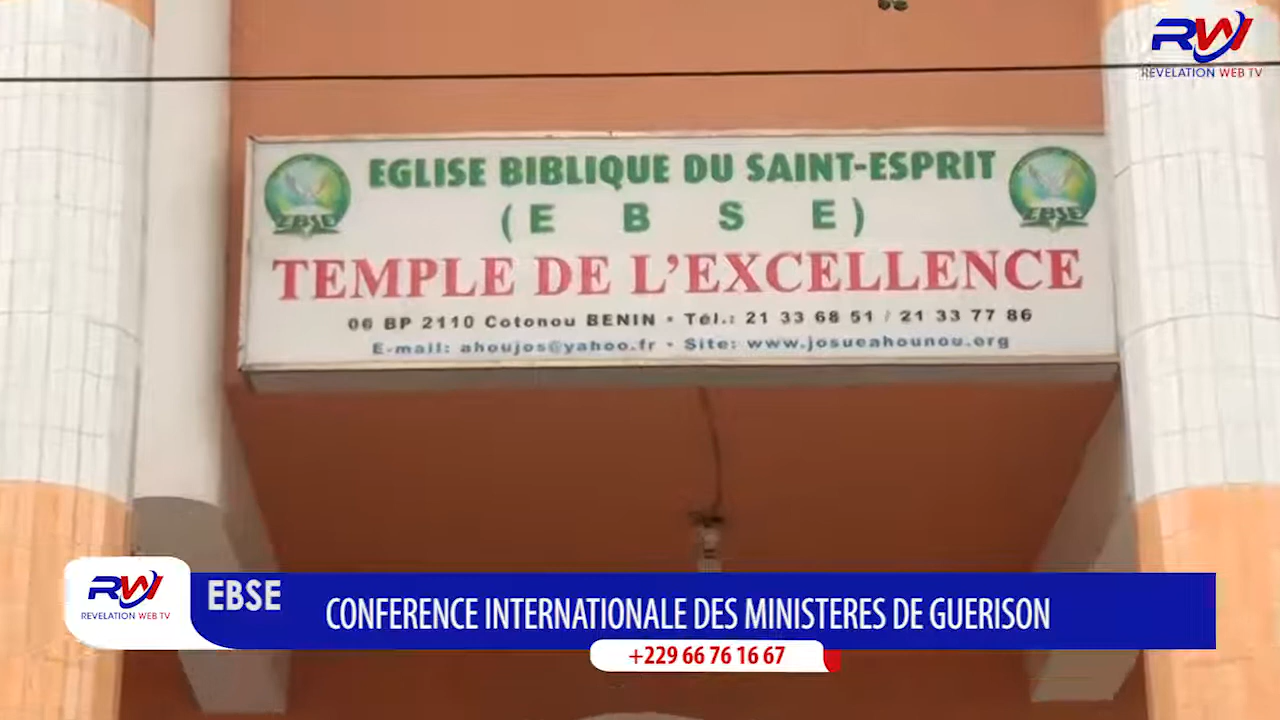 RW
REVELATION WEB TV
EGLISE BIBLIQUE DU SAINT-ESPRIT
(E B S E)
EBSE
EBSE
TEMPLE DE L'EXCELLENCE
06 BP 2110 Cotonou BENIN • Tél.: 21 33 68 51 / 21 33 77 86
E-mail: ahoujos@yahoo.fr • Site: www.josueahounou.org
RW
REVELATION WEB TV
EBSE
CONFERENCE INTERNATIONALE DES MINISTERES DE GUERISON
+229 66 76 16 67